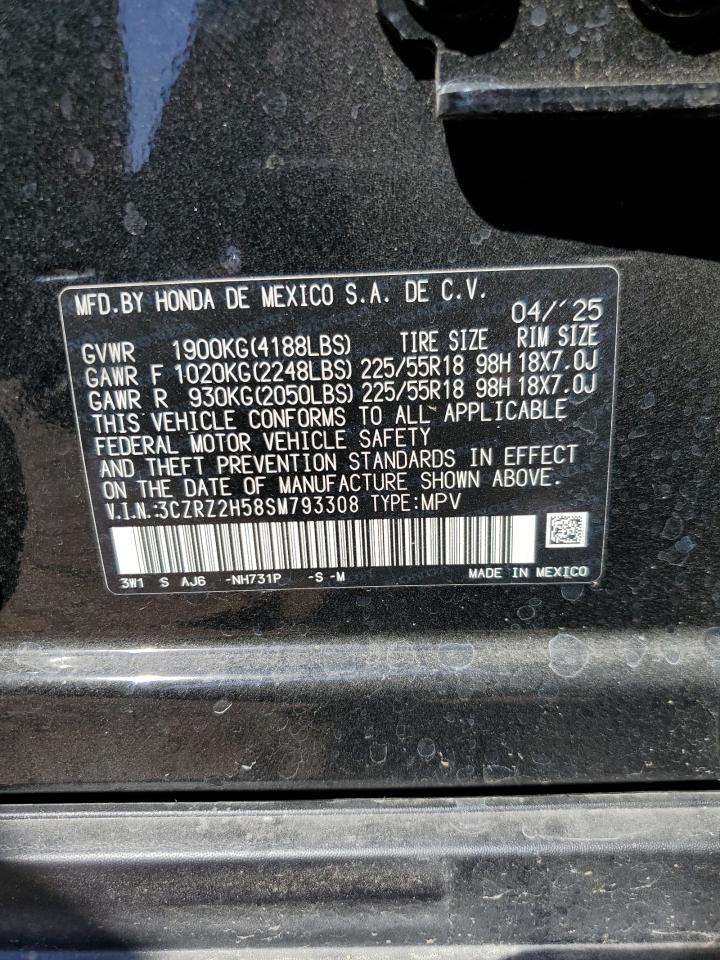 MFD.BY HONDA DE MEXICO S.A. DE C.V.
04/'25
GVWR 1900KG(4188LBS) TIRE SIZE RIM SIZE
GAWR F 1020KG(2248LBS) 225/55R18 98H 18X7.0J
GAWR R 930KG(2050LBS) 225/55R18 98H 18X7.0J
THIS VEHICLE CONFORMS TO ALL APPLICABLE
FEDERAL MOTOR VEHICLE SAFETY
AND THEFT PREVENTION STANDARDS IN EFFECT
ON THE DATE OF MANUFACTURE SHOWN ABOVE.
V.I.N.:3CZRZ2H58SM793308 TYPE:MPV
3W1 S AJ6 -NH731P -S -M MADE IN MEXICO